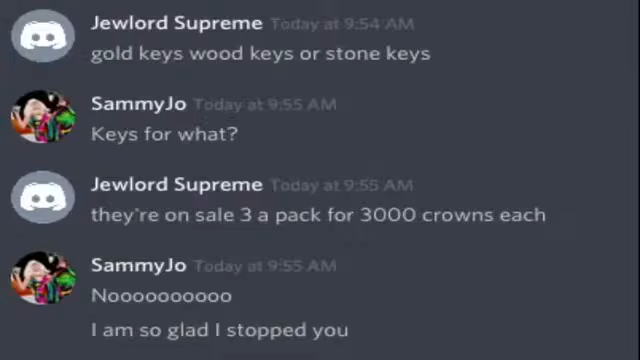 Jewlord Supreme Today at 9:54 AM
gold keys wood keys or stone keys
SammyJo Today at 9:55 AM
Keys for what?
Jewlord Supreme Today at 9:55 AM
they're on sale 3 a pack for 3000 crowns each
SammyJo Today at 9:55 AM
Noooooooooo
I am so glad I stopped you